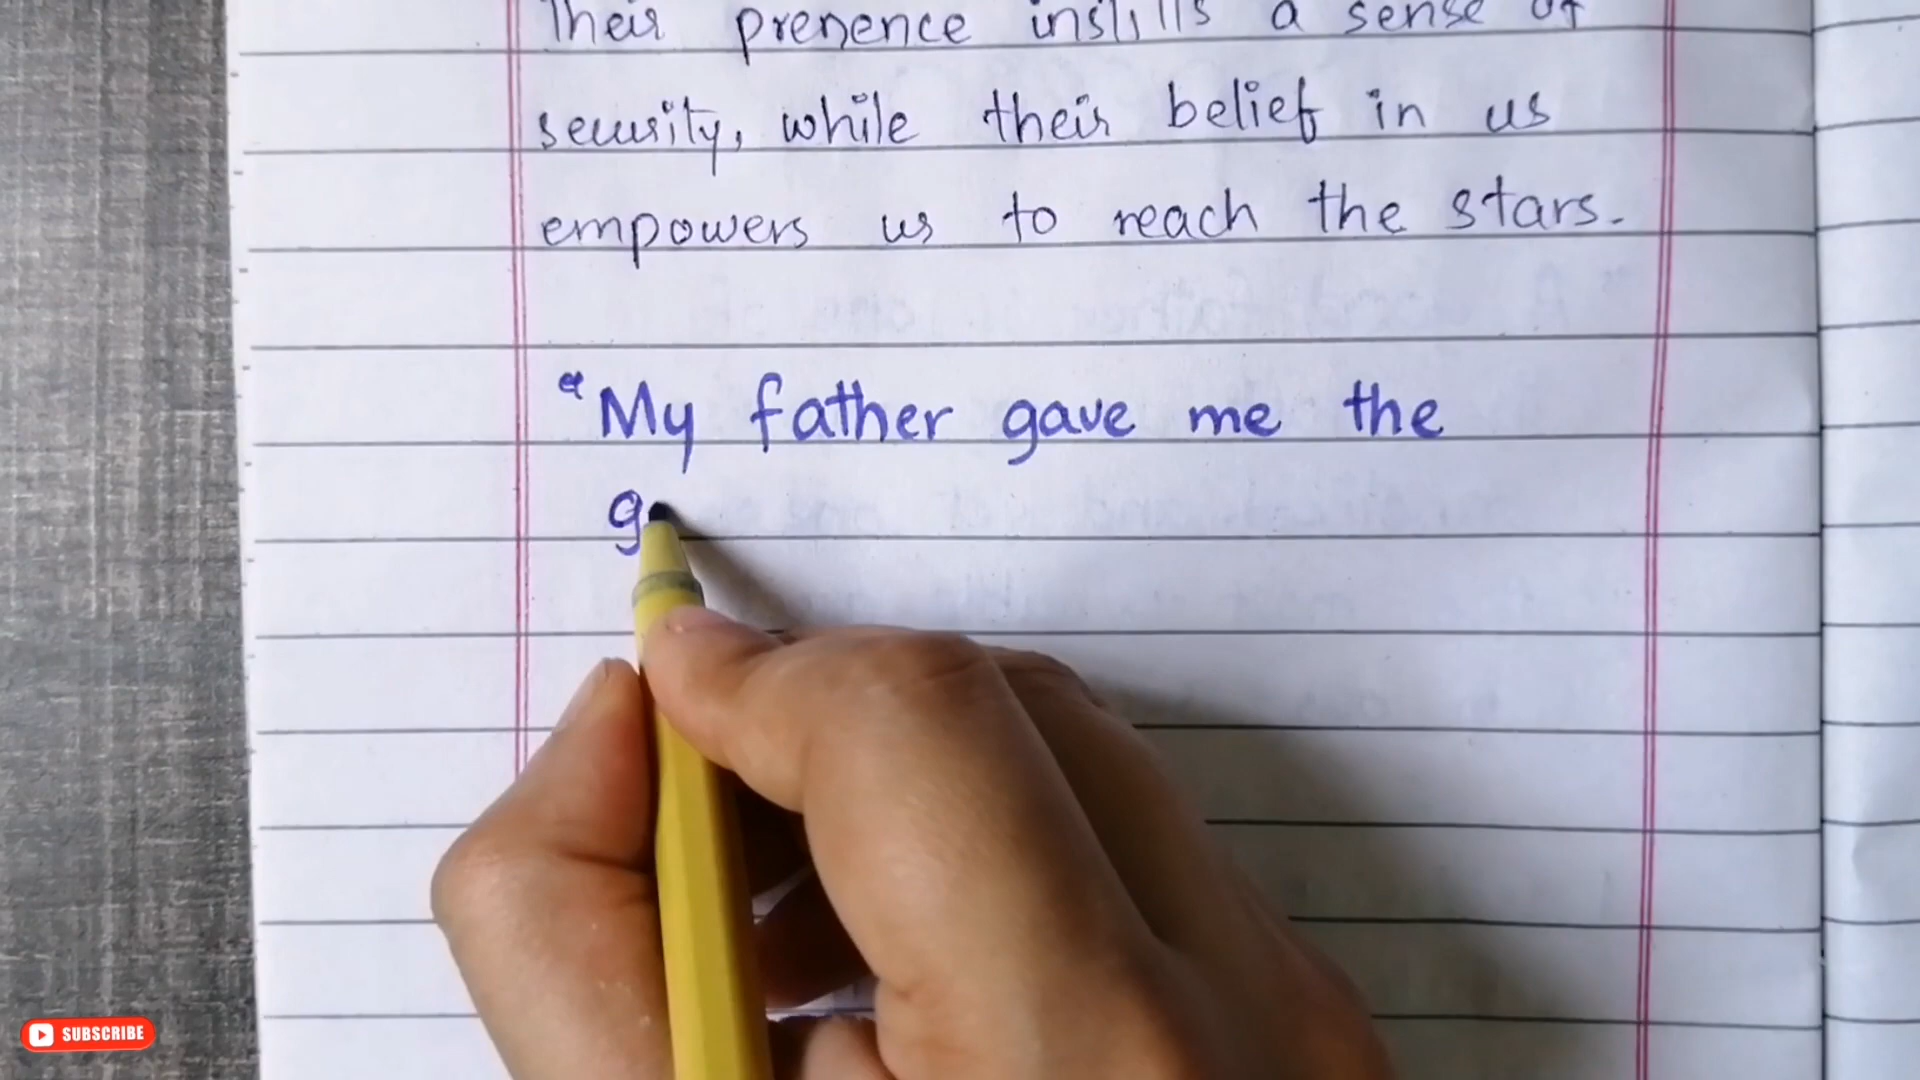 Their presence instills a sense of
security, while their belief in us
empowers us to reach the stars.
"My father gave me the
g
SUBSCRIBE